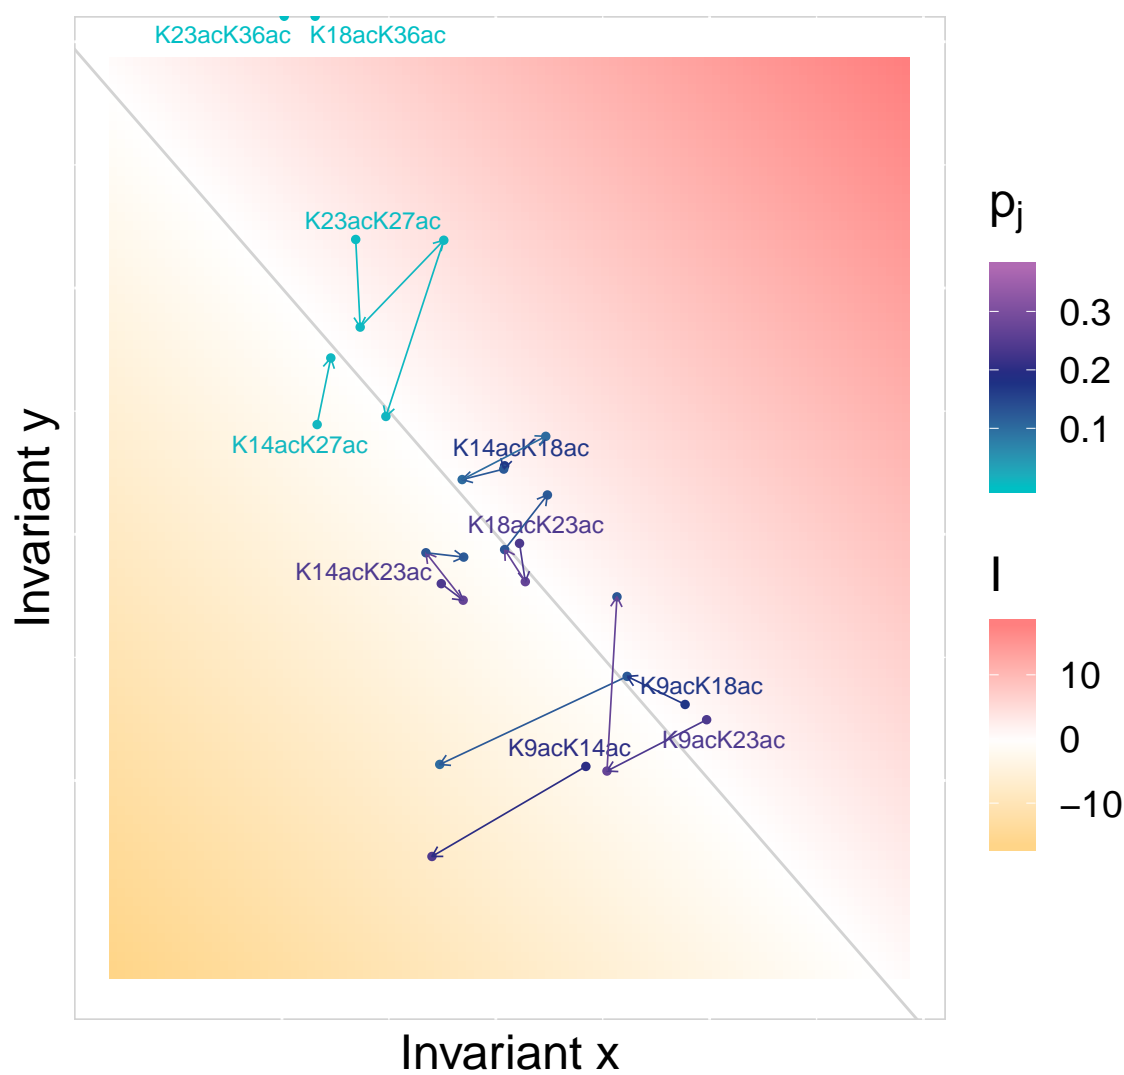 K23acK36ac K18acK36ac
K23acK27ac
K14acK27ac
K14acK18ac
K18acK23ac
K14acK23ac
K9acK18ac
K9acK23ac
K9acK14ac
Invariant y
Invariant x
pj
0.3
0.2
0.1
I
10
0
−10